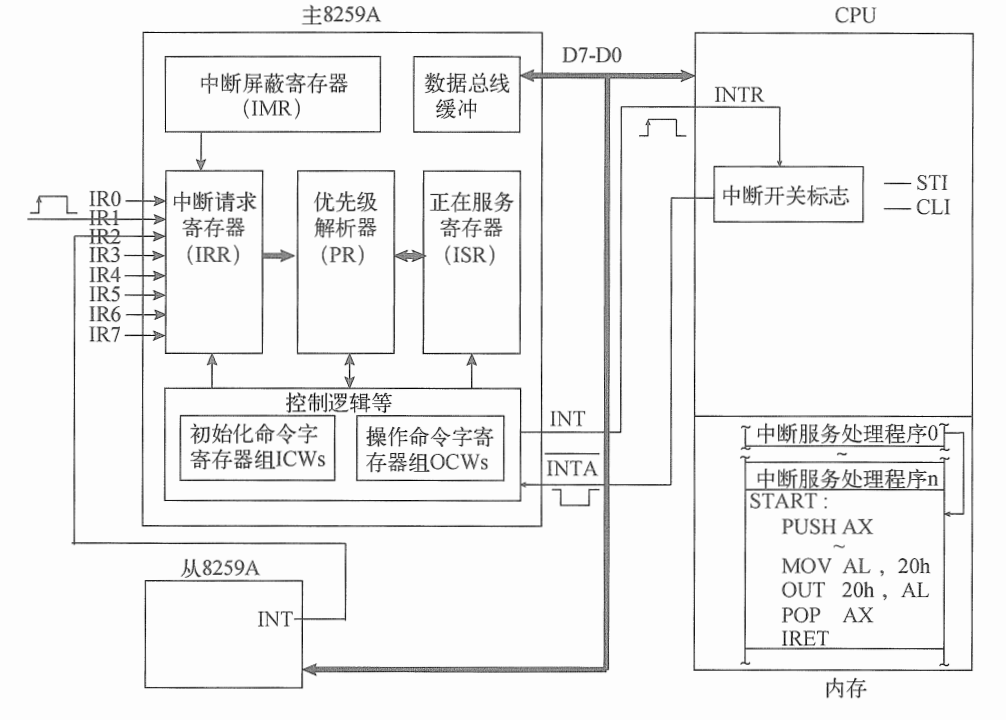 主8259A
CPU
中断屏蔽寄存器
（IMR）
数据总线
缓冲
D7-D0
INTR
中断开关标志
STI
CLI
IR0
IR1
IR2
IR3
IR4
IR5
IR6
IR7
中断请求
寄存器
（IRR）
优先级
解析器
（PR）
正在服务
寄存器
（ISR）
控制逻辑等
初始化命令字
寄存器组ICWs
操作命令字寄
存器组OCWs
INT
INTA
从8259A
INT
中断服务处理程序0
~
中断服务处理程序n
START :
PUSH AX
~
MOV AL , 20h
OUT 20h , AL
POP AX
IRET
内存